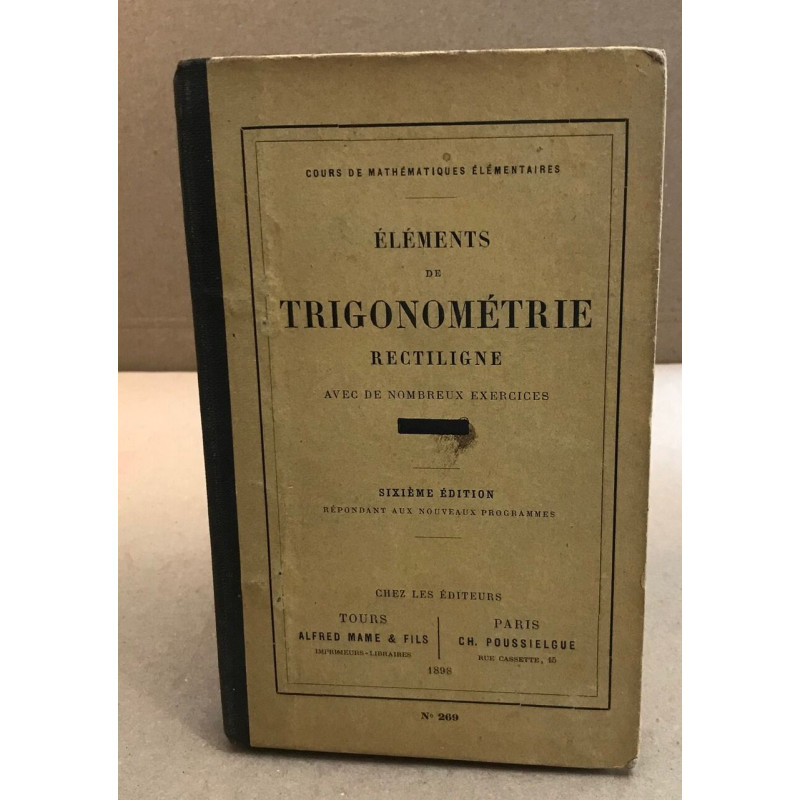 COURS DE MATHÉMATIQUES ÉLÉMENTAIRES
ÉLÉMENTS
DE
TRIGONOMÉTRIE
RECTILIGNE
AVEC DE NOMBREUX EXERCICES
SIXIÈME ÉDITION
RÉPONDANT AUX NOUVEAUX PROGRAMMES
CHEZ LES ÉDITEURS
TOURS
ALFRED MAME & FILS
IMPRIMEURS-LIBRAIRES
PARIS
CH. POUSSIELGUE
RUE CASSETTE, 15
1898
Nº 269